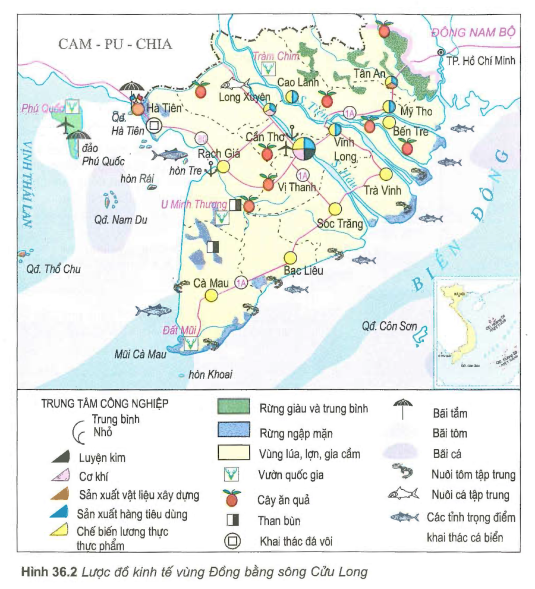 CAM - PU - CHIA
ĐÔNG NAM BỘ
TP. Hồ Chí Minh
Tràm Chim
Tân An
Cao Lãnh
Phú Quốc
Hà Tiên
Long Xuyên
S. Tiền
1A
Mỹ Tho
Qđ.
Hà Tiên
Bến Tre
Cần Thơ
Vĩnh
Long
đảo
Phú Quốc
Rạch Giá
hòn Tre
1A
S. Hậu
VỊNH THÁI LAN
hòn Rái
Vị Thanh
Trà Vinh
U Minh Thượng
Qđ. Nam Du
Sóc Trăng
BIỂN ĐÔNG
Qđ. Thổ Chu
Bạc Liêu
Cà Mau
1A
Qđ. Côn Sơn
Đất Mũi
Mũi Cà Mau
hòn Khoai
TRUNG TÂM CÔNG NGHIỆP
Trung bình
Nhỏ
Luyện kim
Cơ khí
Sản xuất vật liệu xây dựng
Sản xuất hàng tiêu dùng
Chế biến lương thực
thực phẩm
Rừng giàu và trung bình
Rừng ngập mặn
Vùng lúa, lợn, gia cầm
Vườn quốc gia
Cây ăn quả
Than bùn
Khai thác đá vôi
Bãi tắm
Bãi tôm
Bãi cá
Nuôi tôm tập trung
Nuôi cá tập trung
Các tỉnh trọng điểm
khai thác cá biển
Hình 36.2 Lược đồ kinh tế vùng Đồng bằng sông Cửu Long